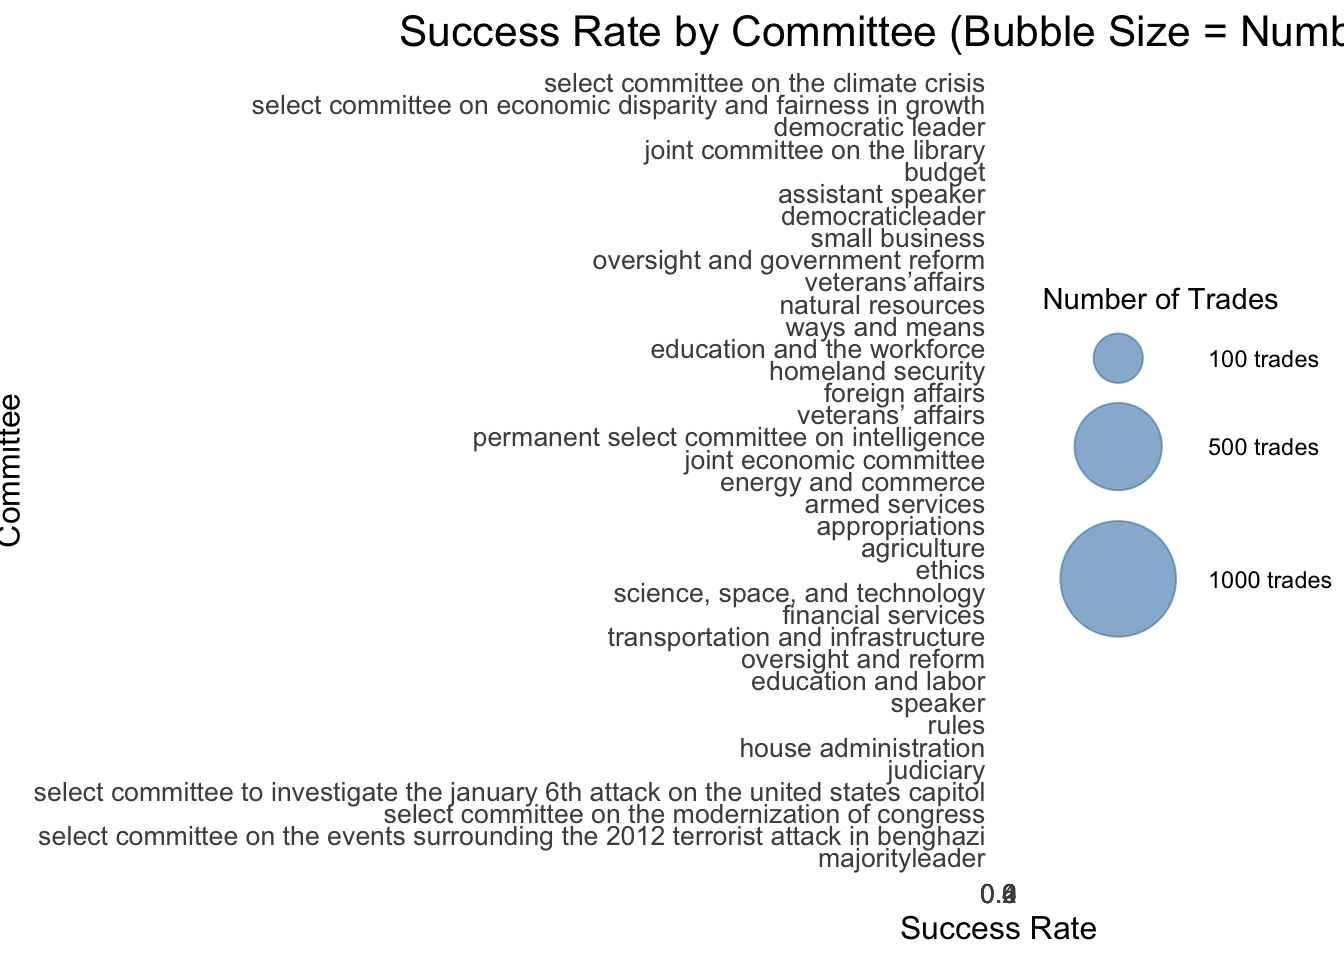 Success Rate by Committee (Bubble Size = Numb
select committee on the climate crisis
select committee on economic disparity and fairness in growth
democratic leader
joint committee on the library
budget
assistant speaker
democraticleader
small business
oversight and government reform
veterans’affairs
natural resources
ways and means
education and the workforce
homeland security
foreign affairs
veterans’ affairs
permanent select committee on intelligence
joint economic committee
energy and commerce
armed services
appropriations
agriculture
ethics
science, space, and technology
financial services
transportation and infrastructure
oversight and reform
education and labor
speaker
rules
house administration
judiciary
select committee to investigate the january 6th attack on the united states capitol
select committee on the modernization of congress
select committee on the events surrounding the 2012 terrorist attack in benghazi
majorityleader
Committee
Success Rate
Number of Trades
100 trades
500 trades
1000 trades